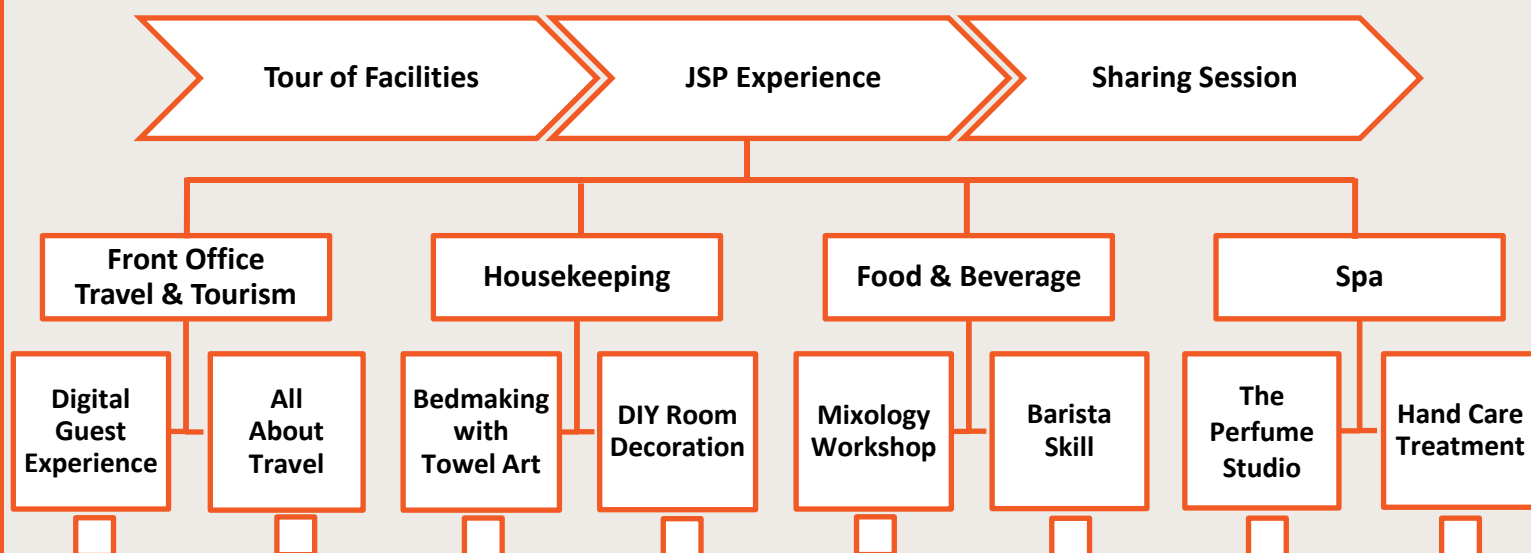 Tour of Facilities
JSP Experience
Sharing Session
Front Office
Travel & Tourism
Housekeeping
Food & Beverage
Spa
Digital
Guest
Experience
All
About
Travel
Bedmaking
with
Towel Art
DIY Room
Decoration
Mixology
Workshop
Barista
Skill
The
Perfume
Studio
Hand Care
Treatment